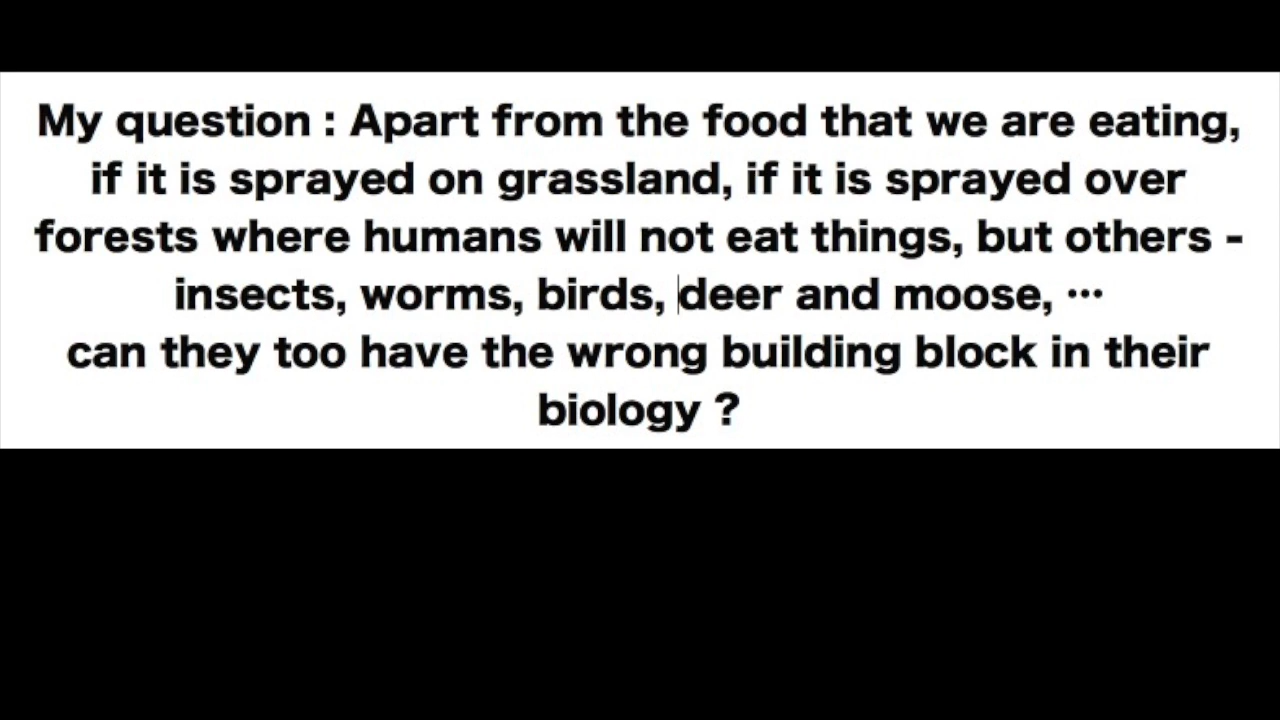 My question : Apart from the food that we are eating,
if it is sprayed on grassland, if it is sprayed over
forests where humans will not eat things, but others -
insects, worms, birds, deer and moose, ···
can they too have the wrong building block in their
biology ?